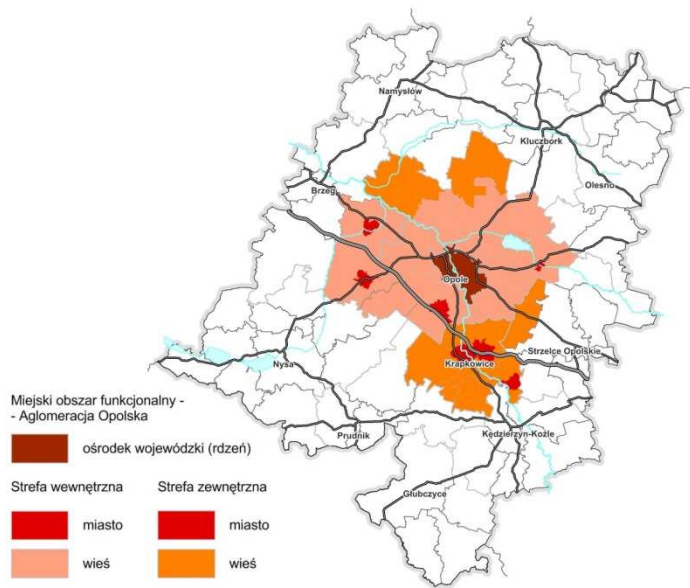 Namysłów
Kluczbork
Olesno
Brzeg
Opole
Strzelce Opolskie
Krapkowice
Nysa
Prudnik
Kędzierzyn-Koźle
Głubczyce
Miejski obszar funkcjonalny -
- Aglomeracja Opolska
ośrodek wojewódzki (rdzeń)
Strefa wewnętrzna
Strefa zewnętrzna
miasto
miasto
wieś
wieś